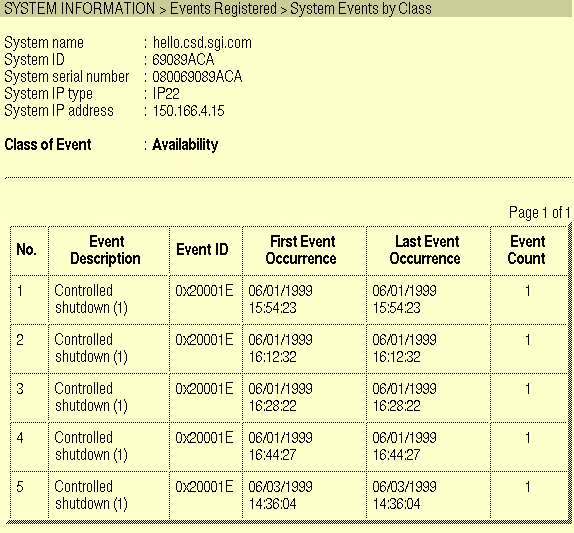 SYSTEM INFORMATION > Events Registered > System Events by Class
System name : hello.csd.sgi.com
System ID : 69089ACA
System serial number : 080069089ACA
System IP type : IP22
System IP address : 150.166.4.15
Class of Event : Availability
Page 1 of 1
No. Event Description Event ID First Event Occurrence Last Event Occurrence Event Count
1 Controlled shutdown (1) 0x20001E 06/01/1999 15:54:23 06/01/1999 15:54:23 1
2 Controlled shutdown (1) 0x20001E 06/01/1999 16:12:32 06/01/1999 16:12:32 1
3 Controlled shutdown (1) 0x20001E 06/01/1999 16:28:22 06/01/1999 16:28:22 1
4 Controlled shutdown (1) 0x20001E 06/01/1999 16:44:27 06/01/1999 16:44:27 1
5 Controlled shutdown (1) 0x20001E 06/03/1999 14:36:04 06/03/1999 14:36:04 1